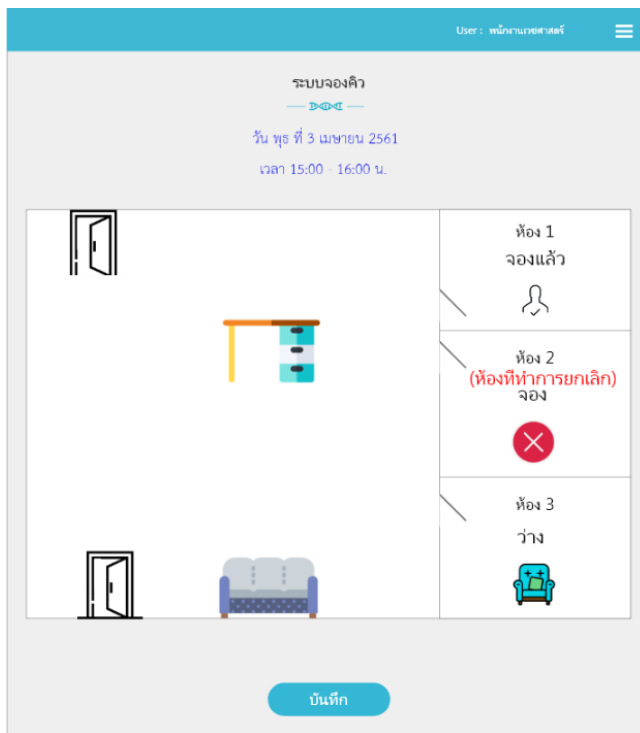 User : พนักงานเวชศาสตร์
ระบบจองคิว
วัน พุธ ที่ 3 เมษายน 2561
เวลา 15:00 - 16:00 น.
ห้อง 1
จองแล้ว
ห้อง 2
(ห้องที่ทำการยกเลิก)
จอง
ห้อง 3
ว่าง
บันทึก